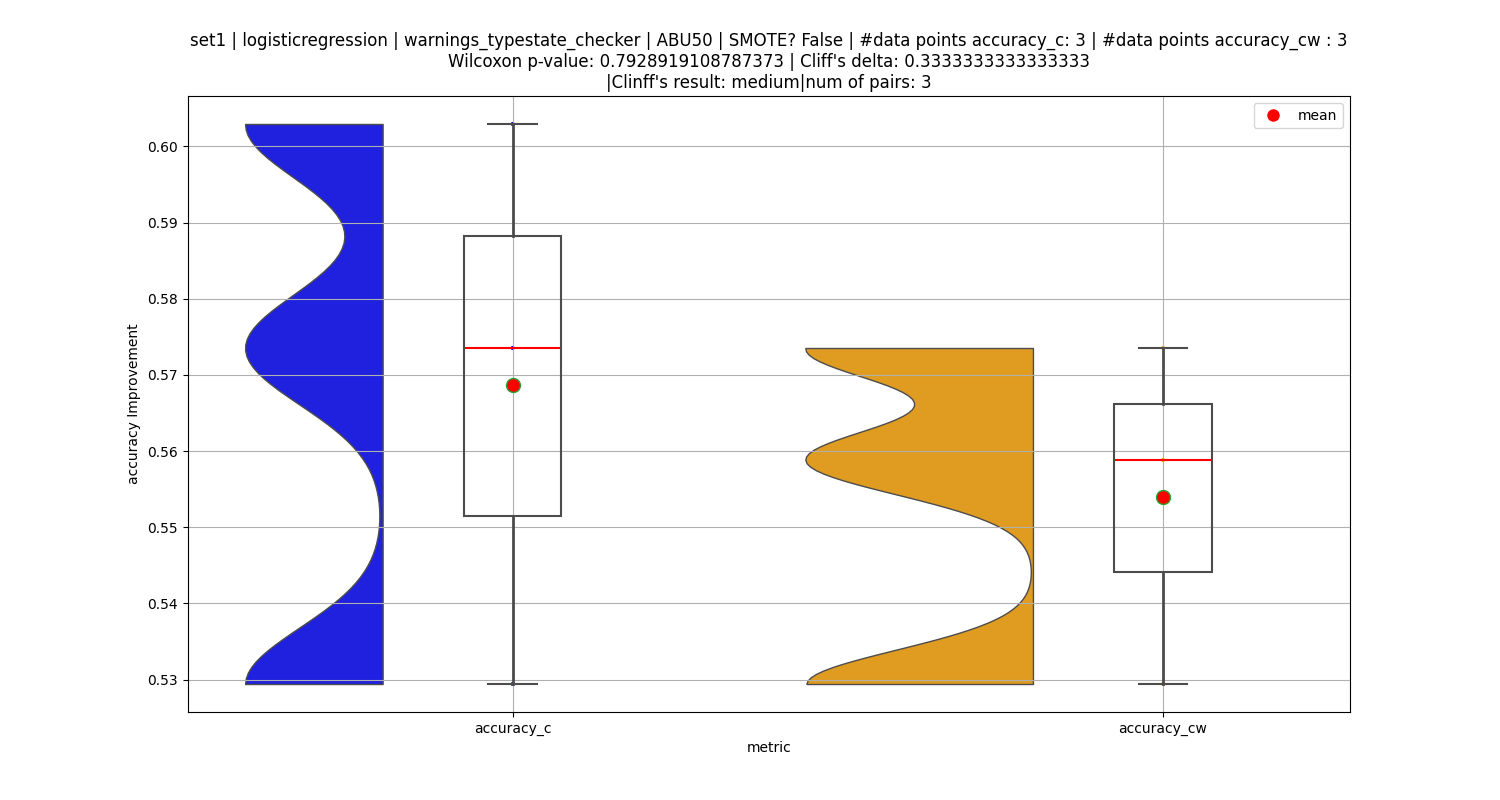 set1 | logisticregression | warnings_typestate_checker | ABU50 | SMOTE? False | #data points accuracy_c: 3 | #data points accuracy_cw : 3
Wilcoxon p-value: 0.7928919108787373 | Cliff's delta: 0.3333333333333333
|Clinff's result: medium|num of pairs: 3
mean
0.60
0.59
0.58
0.57
0.56
0.55
0.54
0.53
accuracy Improvement
accuracy_c
accuracy_cw
metric